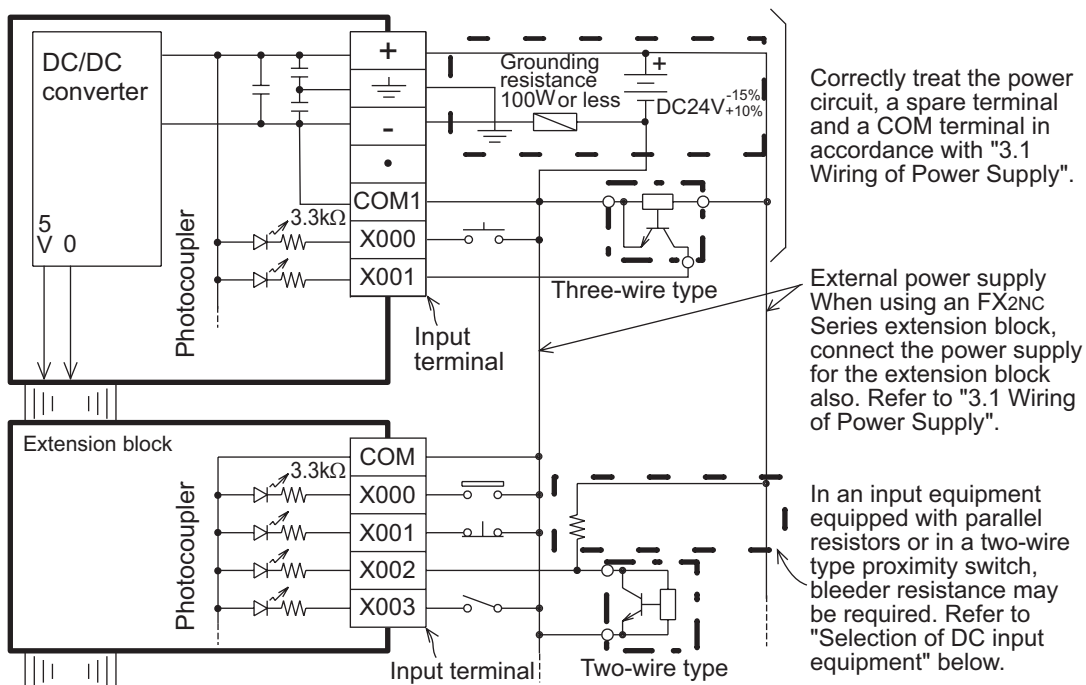 DC/DC
converter
5
V 0
Photocoupler
3.3kΩ
+
-
•
COM1
X000
X001
Input
terminal
Grounding
resistance
100W or less
+
DC24V -15%
+10%
Three-wire type
Correctly treat the power
circuit, a spare terminal
and a COM terminal in
accordance with "3.1
Wiring of Power Supply".
External power supply
When using an FX2NC
Series extension block,
connect the power supply
for the extension block
also. Refer to "3.1 Wiring
of Power Supply".
Extension block
Photocoupler
3.3kΩ
COM
X000
X001
X002
X003
Input terminal
Two-wire type
In an input equipment
equipped with parallel
resistors or in a two-wire
type proximity switch,
bleeder resistance may
be required. Refer to
"Selection of DC input
equipment" below.